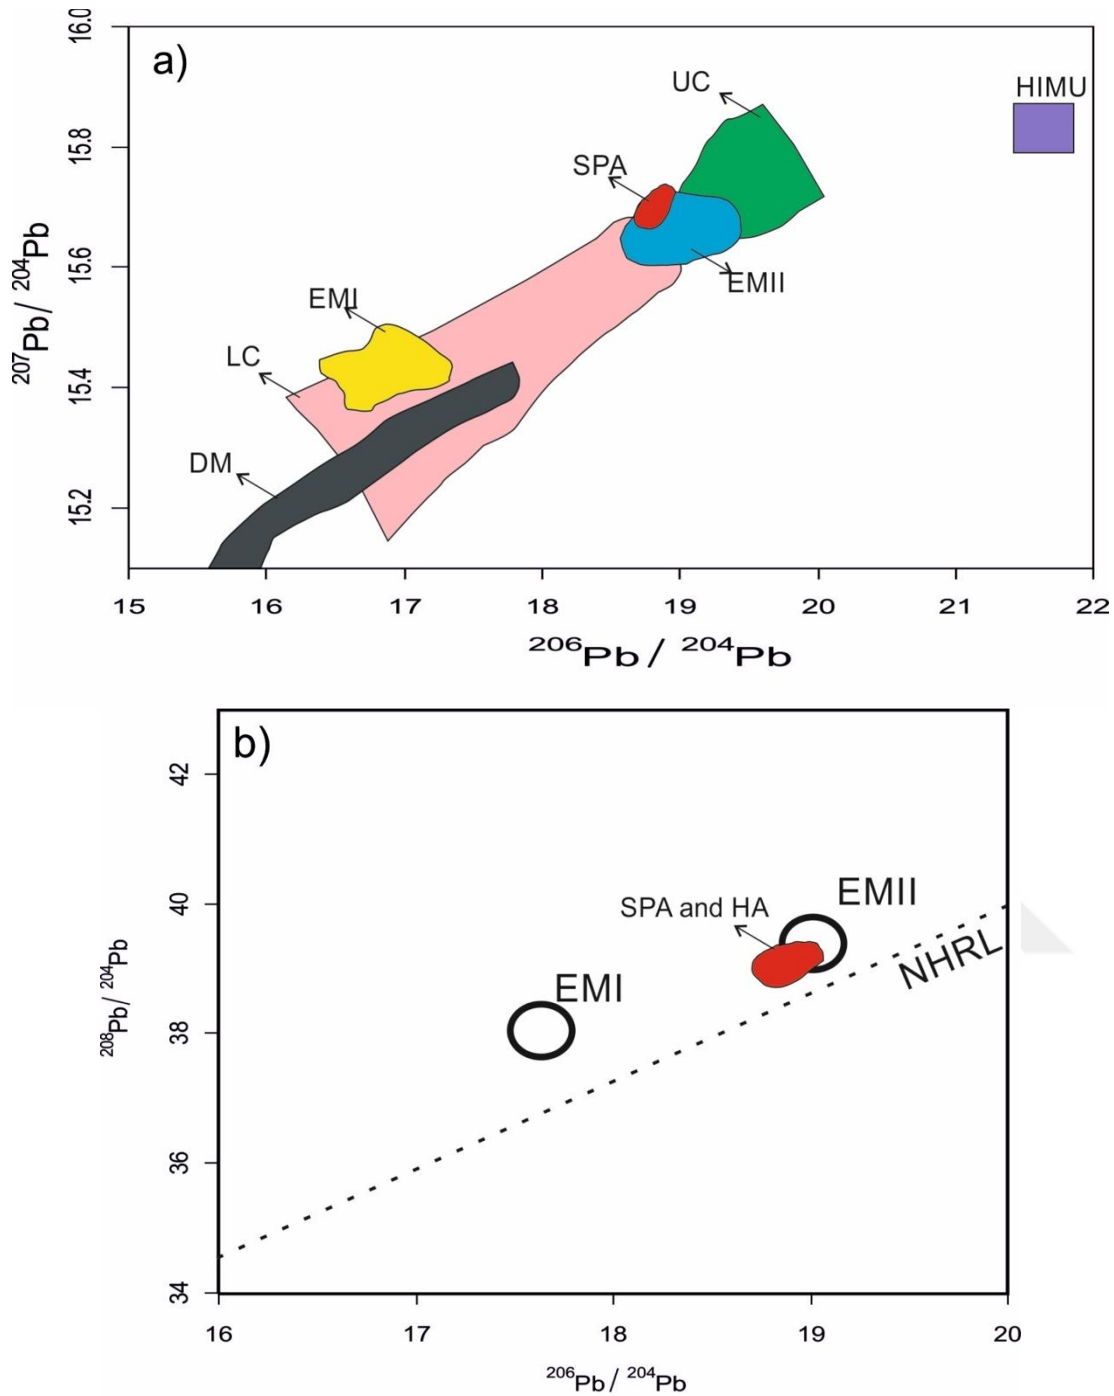 a)
16.0
15.8
15.6
15.4
15.2
207Pb/ 204Pb
UC
HIMU
SPA
EMII
EMI
LC
DM
15 16 17 18 19 20 21 22
206Pb / 204Pb
b)
42
40
38
36
34
208Pb/ 204Pb
SPA and HA
EMII
NHRL
EMI
16 17 18 19 20
206Pb / 204Pb